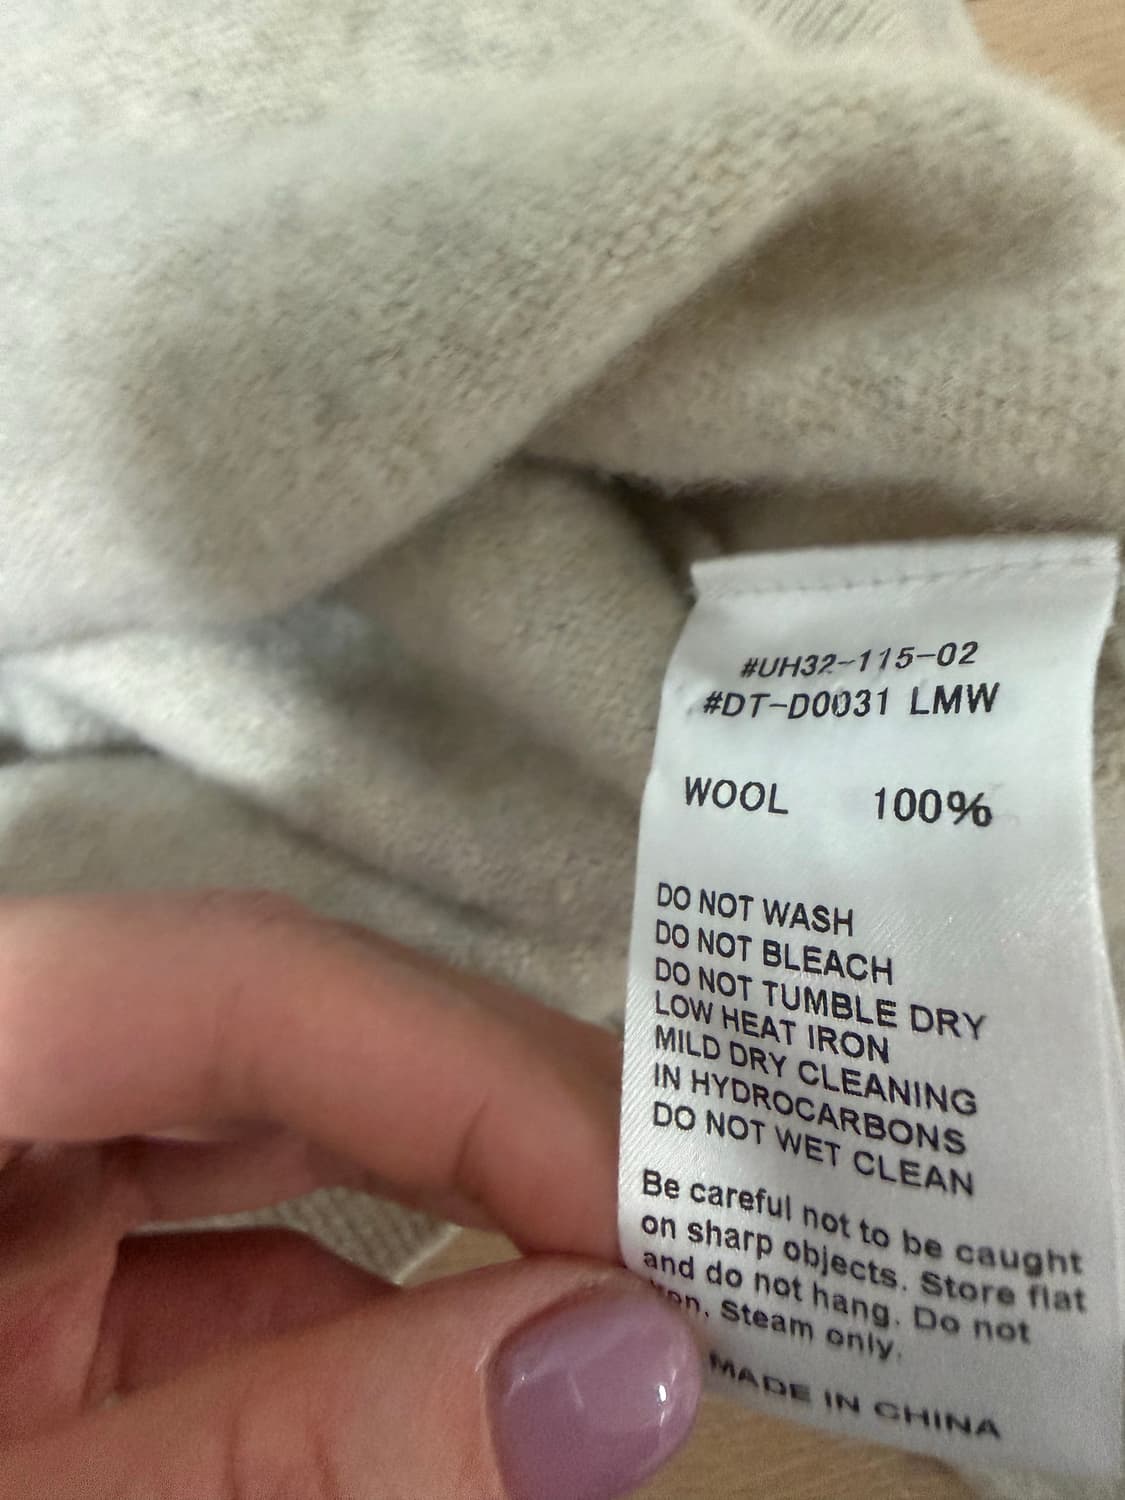 #UH32-115-02
#DT-D0031 LMW
WOOL 100%
DO NOT WASH
DO NOT BLEACH
DO NOT TUMBLE DRY
LOW HEAT IRON
MILD DRY CLEANING
IN HYDROCARBONS
DO NOT WET CLEAN
Be careful not to be caught
on sharp objects. Store flat
and do not hang. Do not
iron. Steam only.
MADE IN CHINA